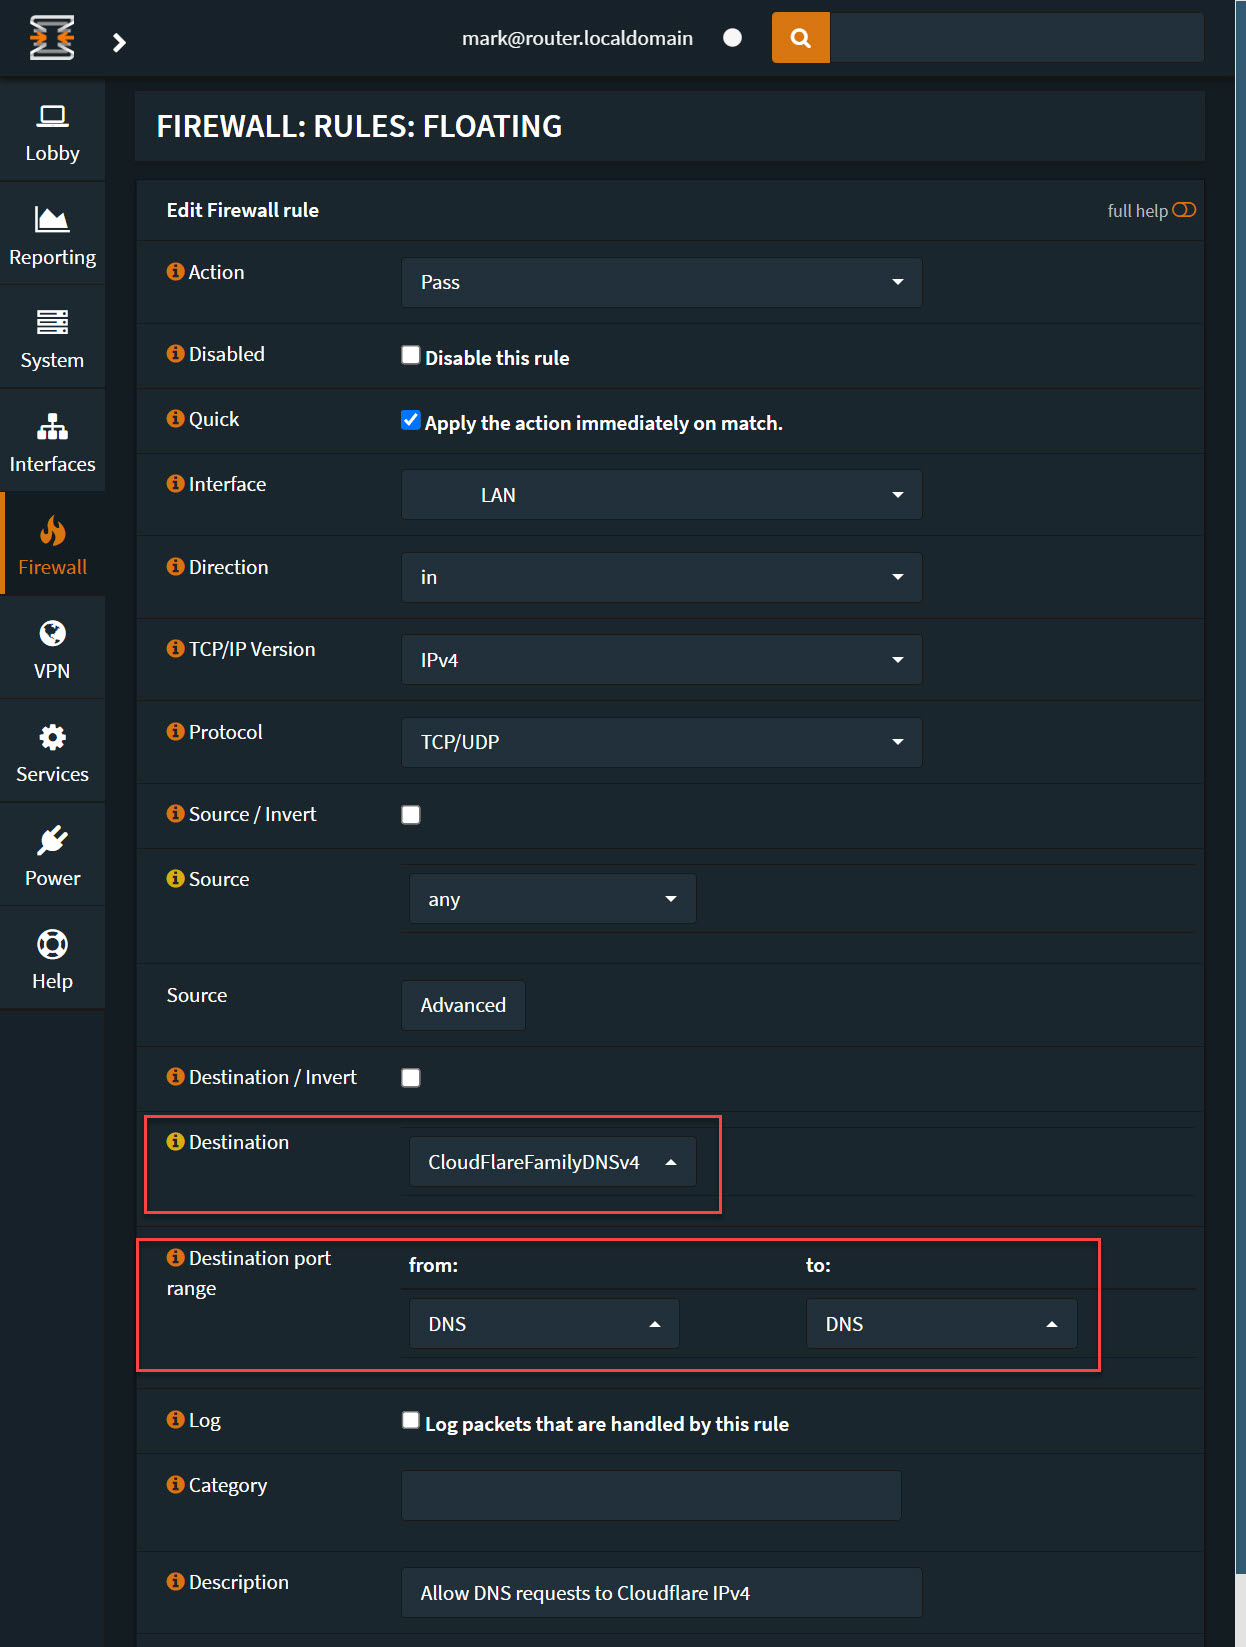 mark@router.localdomain
Lobby
Reporting
System
Interfaces
Firewall
VPN
Services
Power
Help
FIREWALL: RULES: FLOATING
Edit Firewall rule
full help
Action
Pass
Disabled
Disable this rule
Quick
Apply the action immediately on match.
Interface
LAN
Direction
in
TCP/IP Version
IPv4
Protocol
TCP/UDP
Source / Invert
Source
any
Source
Advanced
Destination / Invert
Destination
CloudFlareFamilyDNSv4
Destination port
range
from:
to:
DNS
DNS
Log
Log packets that are handled by this rule
Category
Description
Allow DNS requests to Cloudflare IPv4